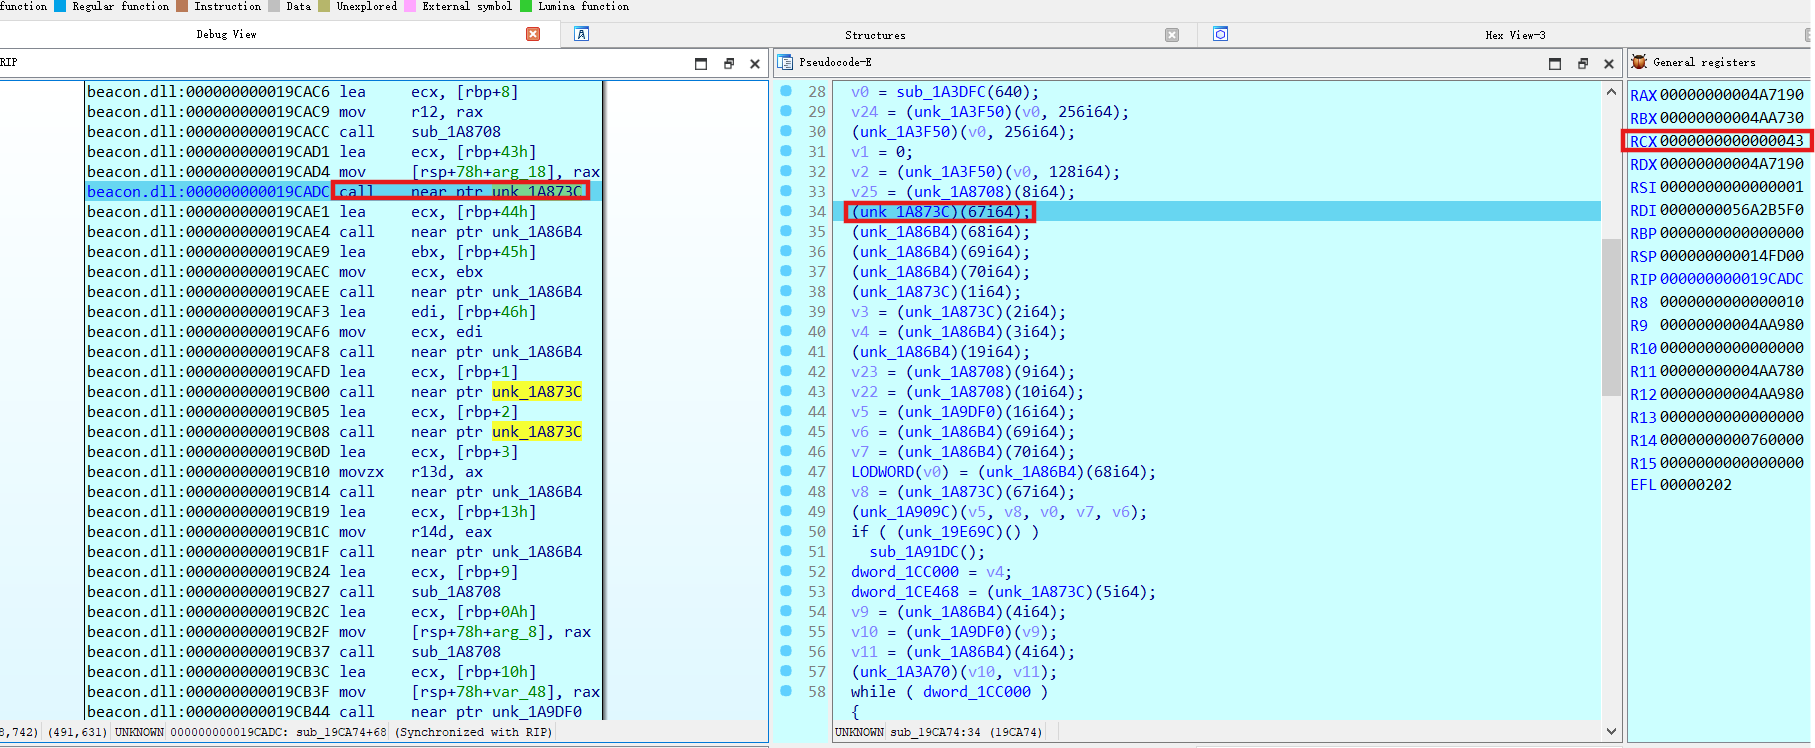 function Regular function Instruction Data Unexplored External symbol Lumina function
Debug View Structures Hex View-3
RIP
beacon.dll:000000000019CAC6 lea ecx, [rbp+8]
beacon.dll:000000000019CAC9 mov r12, rax
beacon.dll:000000000019CACC call sub_1A8708
beacon.dll:000000000019CAD1 lea ecx, [rbp+43h]
beacon.dll:000000000019CAD4 mov [rsp+78h+arg_18], rax
beacon.dll:000000000019CADC call near ptr unk_1A873C
beacon.dll:000000000019CAE1 lea ecx, [rbp+44h]
beacon.dll:000000000019CAE4 call near ptr unk_1A86B4
beacon.dll:000000000019CAE9 lea ebx, [rbp+45h]
beacon.dll:000000000019CAEC mov ecx, ebx
beacon.dll:000000000019CAEE call near ptr unk_1A86B4
beacon.dll:000000000019CAF3 lea edi, [rbp+46h]
beacon.dll:000000000019CAF6 mov ecx, edi
beacon.dll:000000000019CAF8 call near ptr unk_1A86B4
beacon.dll:000000000019CAFD lea ecx, [rbp+1]
beacon.dll:000000000019CB00 call near ptr unk_1A873C
beacon.dll:000000000019CB05 lea ecx, [rbp+2]
beacon.dll:000000000019CB08 call near ptr unk_1A873C
beacon.dll:000000000019CB0D lea ecx, [rbp+3]
beacon.dll:000000000019CB10 movzx r13d, ax
beacon.dll:000000000019CB14 call near ptr unk_1A86B4
beacon.dll:000000000019CB19 lea ecx, [rbp+13h]
beacon.dll:000000000019CB1C mov r14d, eax
beacon.dll:000000000019CB1F call near ptr unk_1A86B4
beacon.dll:000000000019CB24 lea ecx, [rbp+9]
beacon.dll:000000000019CB27 call sub_1A8708
beacon.dll:000000000019CB2C lea ecx, [rbp+0Ah]
beacon.dll:000000000019CB2F mov [rsp+78h+arg_8], rax
beacon.dll:000000000019CB37 call sub_1A8708
beacon.dll:000000000019CB3C lea ecx, [rbp+10h]
beacon.dll:000000000019CB3F mov [rsp+78h+var_48], rax
beacon.dll:000000000019CB44 call near ptr unk_1A9DF0
8,742) (491,631) UNKNOWN 000000000019CADC: sub_19CA74+68 (Synchronized with RIP)
Pseudocode-E
28 v0 = sub_1A3DFC(640);
29 v24 = (unk_1A3F50)(v0, 256i64);
30 (unk_1A3F50)(v0, 256i64);
31 v1 = 0;
32 v2 = (unk_1A3F50)(v0, 128i64);
33 v25 = (unk_1A8708)(8i64);
34 (unk_1A873C)(67i64);
35 (unk_1A86B4)(68i64);
36 (unk_1A86B4)(69i64);
37 (unk_1A86B4)(70i64);
38 (unk_1A873C)(1i64);
39 v3 = (unk_1A873C)(2i64);
40 v4 = (unk_1A86B4)(3i64);
41 (unk_1A86B4)(19i64);
42 v23 = (unk_1A8708)(9i64);
43 v22 = (unk_1A8708)(10i64);
44 v5 = (unk_1A9DF0)(16i64);
45 v6 = (unk_1A86B4)(69i64);
46 v7 = (unk_1A86B4)(70i64);
47 LODWORD(v0) = (unk_1A86B4)(68i64);
48 v8 = (unk_1A873C)(67i64);
49 (unk_1A909C)(v5, v8, v0, v7, v6);
50 if ( (unk_19E69C)() )
51 sub_1A91DC();
52 dword_1CC000 = v4;
53 dword_1CE468 = (unk_1A873C)(5i64);
54 v9 = (unk_1A86B4)(4i64);
55 v10 = (unk_1A9DF0)(v9);
56 v11 = (unk_1A86B4)(4i64);
57 (unk_1A3A70)(v10, v11);
58 while ( dword_1CC000 )
{
UNKNOWN sub_19CA74:34 (19CA74)
General registers
RAX 00000000004A7190
RBX 00000000004AA730
RCX 0000000000000043
RDX 00000000004A7190
RSI 0000000000000001
RDI 0000000056A2B5F0
RBP 0000000000000000
RSP 000000000014FD00
RIP 000000000019CADC
R8 0000000000000010
R9 00000000004AA980
R10 0000000000000000
R11 00000000004AA780
R12 00000000004AA980
R13 0000000000000000
R14 0000000000760000
R15 0000000000000000
EFL 00000202